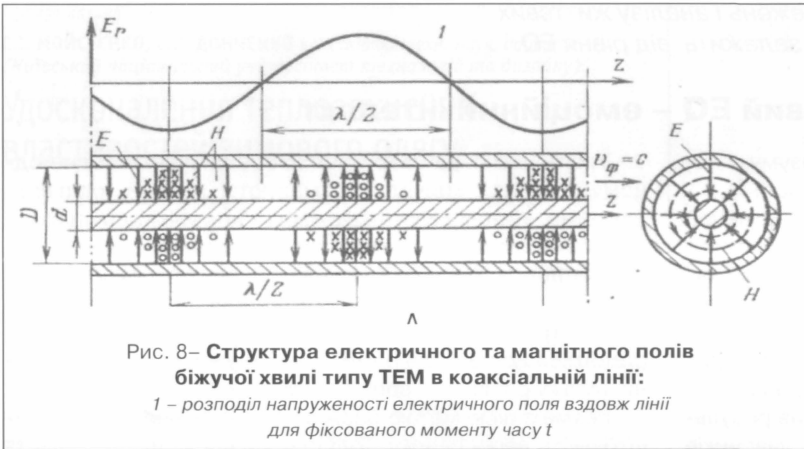 E_r
1
z
λ/2
E
H
v_φ=c
E
D
d
z
λ/2
H
Λ
Рис. 8– Структура електричного та магнітного полів
біжучої хвилі типу ТЕМ в коаксіальній лінії:
1 – розподіл напруженості електричного поля вздовж лінії
для фіксованого моменту часу t